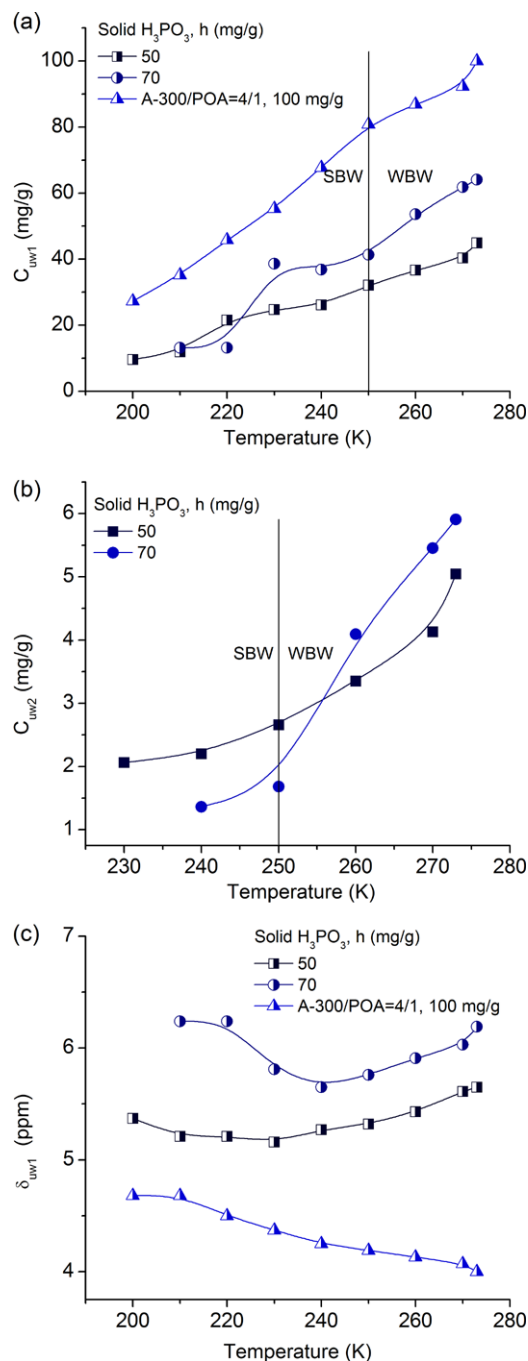 (a)
Solid H₃PO₃, h (mg/g)
50
70
A-300/POA=4/1, 100 mg/g
100
80
60
40
20
0
C_uw1 (mg/g)
SBW
WBW
200 220 240 260 280
Temperature (K)
(b)
Solid H₃PO₃, h (mg/g)
50
70
6
5
4
3
2
1
C_uw2 (mg/g)
SBW
WBW
230 240 250 260 270 280
Temperature (K)
(c)
Solid H₃PO₃, h (mg/g)
50
70
A-300/POA=4/1, 100 mg/g
7
6
5
4
δ_uw1 (ppm)
200 220 240 260 280
Temperature (K)